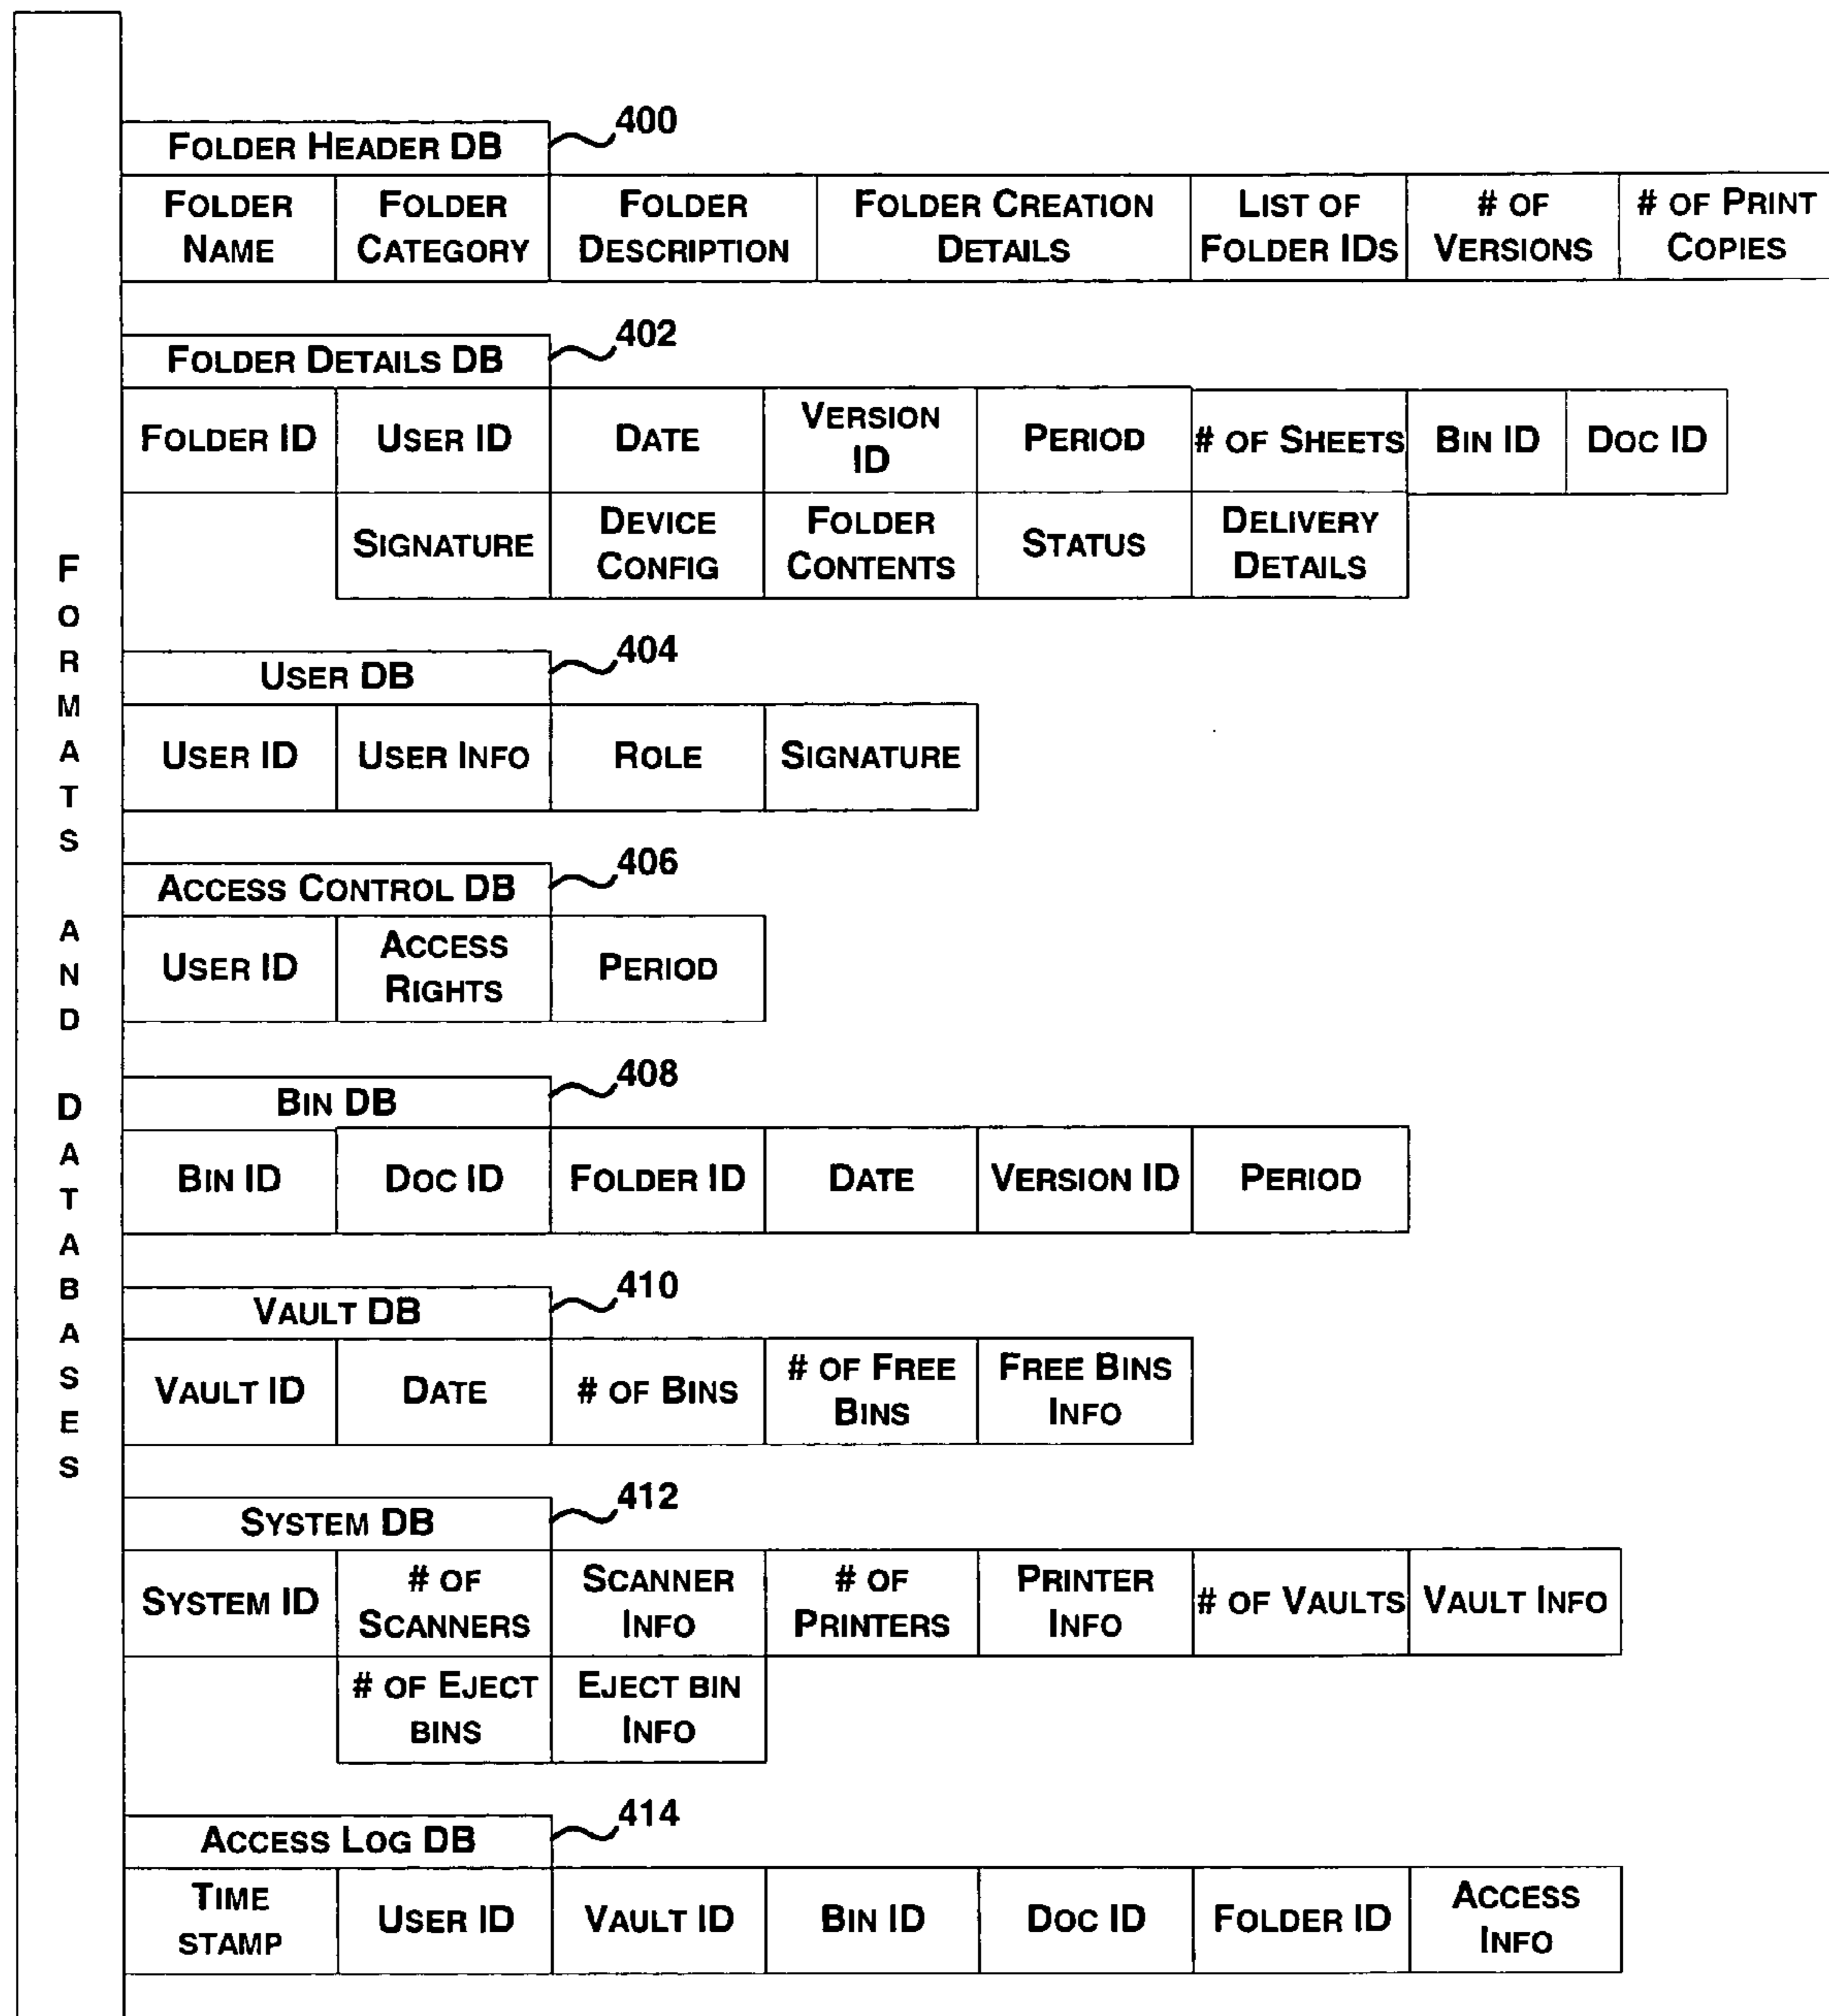 FORMATS AND DATABASES
FOLDER HEADER DB
400
FOLDER NAME
FOLDER CATEGORY
FOLDER DESCRIPTION
FOLDER CREATION DETAILS
LIST OF FOLDER IDS
# OF VERSIONS
# OF PRINT COPIES
FOLDER DETAILS DB
402
FOLDER ID
USER ID
DATE
VERSION ID
PERIOD
# OF SHEETS
BIN ID
DOC ID
SIGNATURE
DEVICE CONFIG
FOLDER CONTENTS
STATUS
DELIVERY DETAILS
USER DB
404
USER ID
USER INFO
ROLE
SIGNATURE
ACCESS CONTROL DB
406
USER ID
ACCESS RIGHTS
PERIOD
BIN DB
408
BIN ID
DOC ID
FOLDER ID
DATE
VERSION ID
PERIOD
VAULT DB
410
VAULT ID
DATE
# OF BINS
# OF FREE BINS
FREE BINS INFO
SYSTEM DB
412
SYSTEM ID
# OF SCANNERS
SCANNER INFO
# OF PRINTERS
PRINTER INFO
# OF VAULTS
VAULT INFO
# OF EJECT BINS
EJECT BIN INFO
ACCESS LOG DB
414
TIME STAMP
USER ID
VAULT ID
BIN ID
DOC ID
FOLDER ID
ACCESS INFO